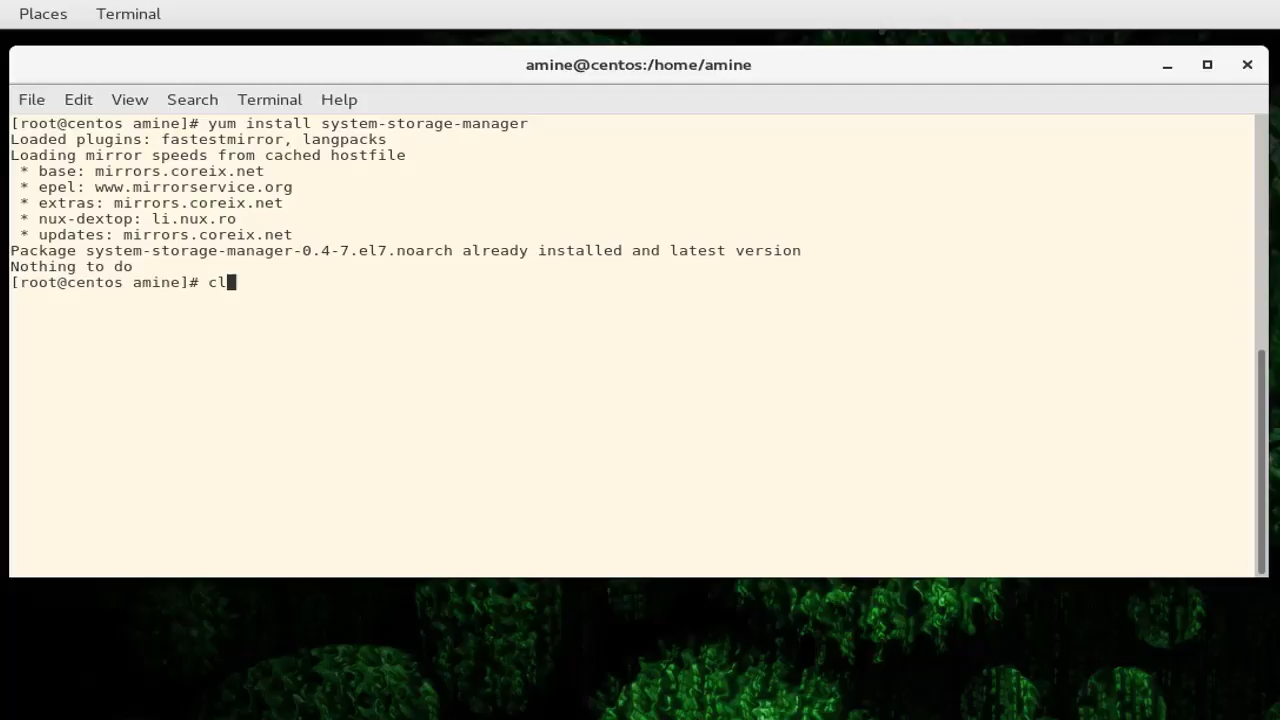 Places Terminal
amine@centos:/home/amine
File Edit View Search Terminal Help
[root@centos amine]# yum install system-storage-manager
Loaded plugins: fastestmirror, langpacks
Loading mirror speeds from cached hostfile
 * base: mirrors.coreix.net
 * epel: www.mirrorservice.org
 * extras: mirrors.coreix.net
 * nux-dextop: li.nux.ro
 * updates: mirrors.coreix.net
Package system-storage-manager-0.4-7.el7.noarch already installed and latest version
Nothing to do
[root@centos amine]# cl